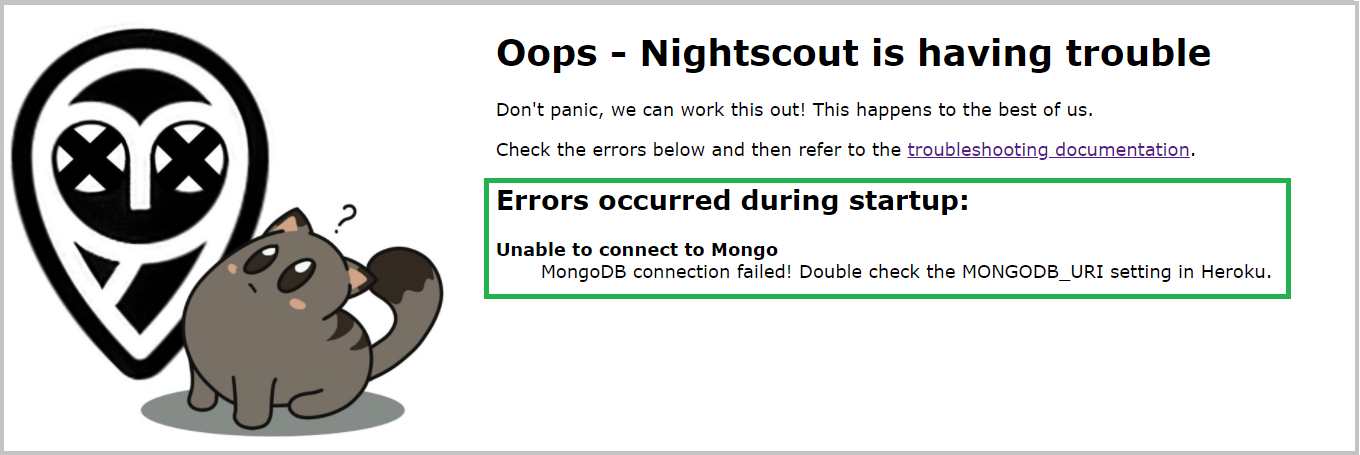 Oops - Nightscout is having trouble
Don't panic, we can work this out! This happens to the best of us.
Check the errors below and then refer to the troubleshooting documentation.
Errors occurred during startup:
Unable to connect to Mongo
MongoDB connection failed! Double check the MONGODB_URI setting in Heroku.
?